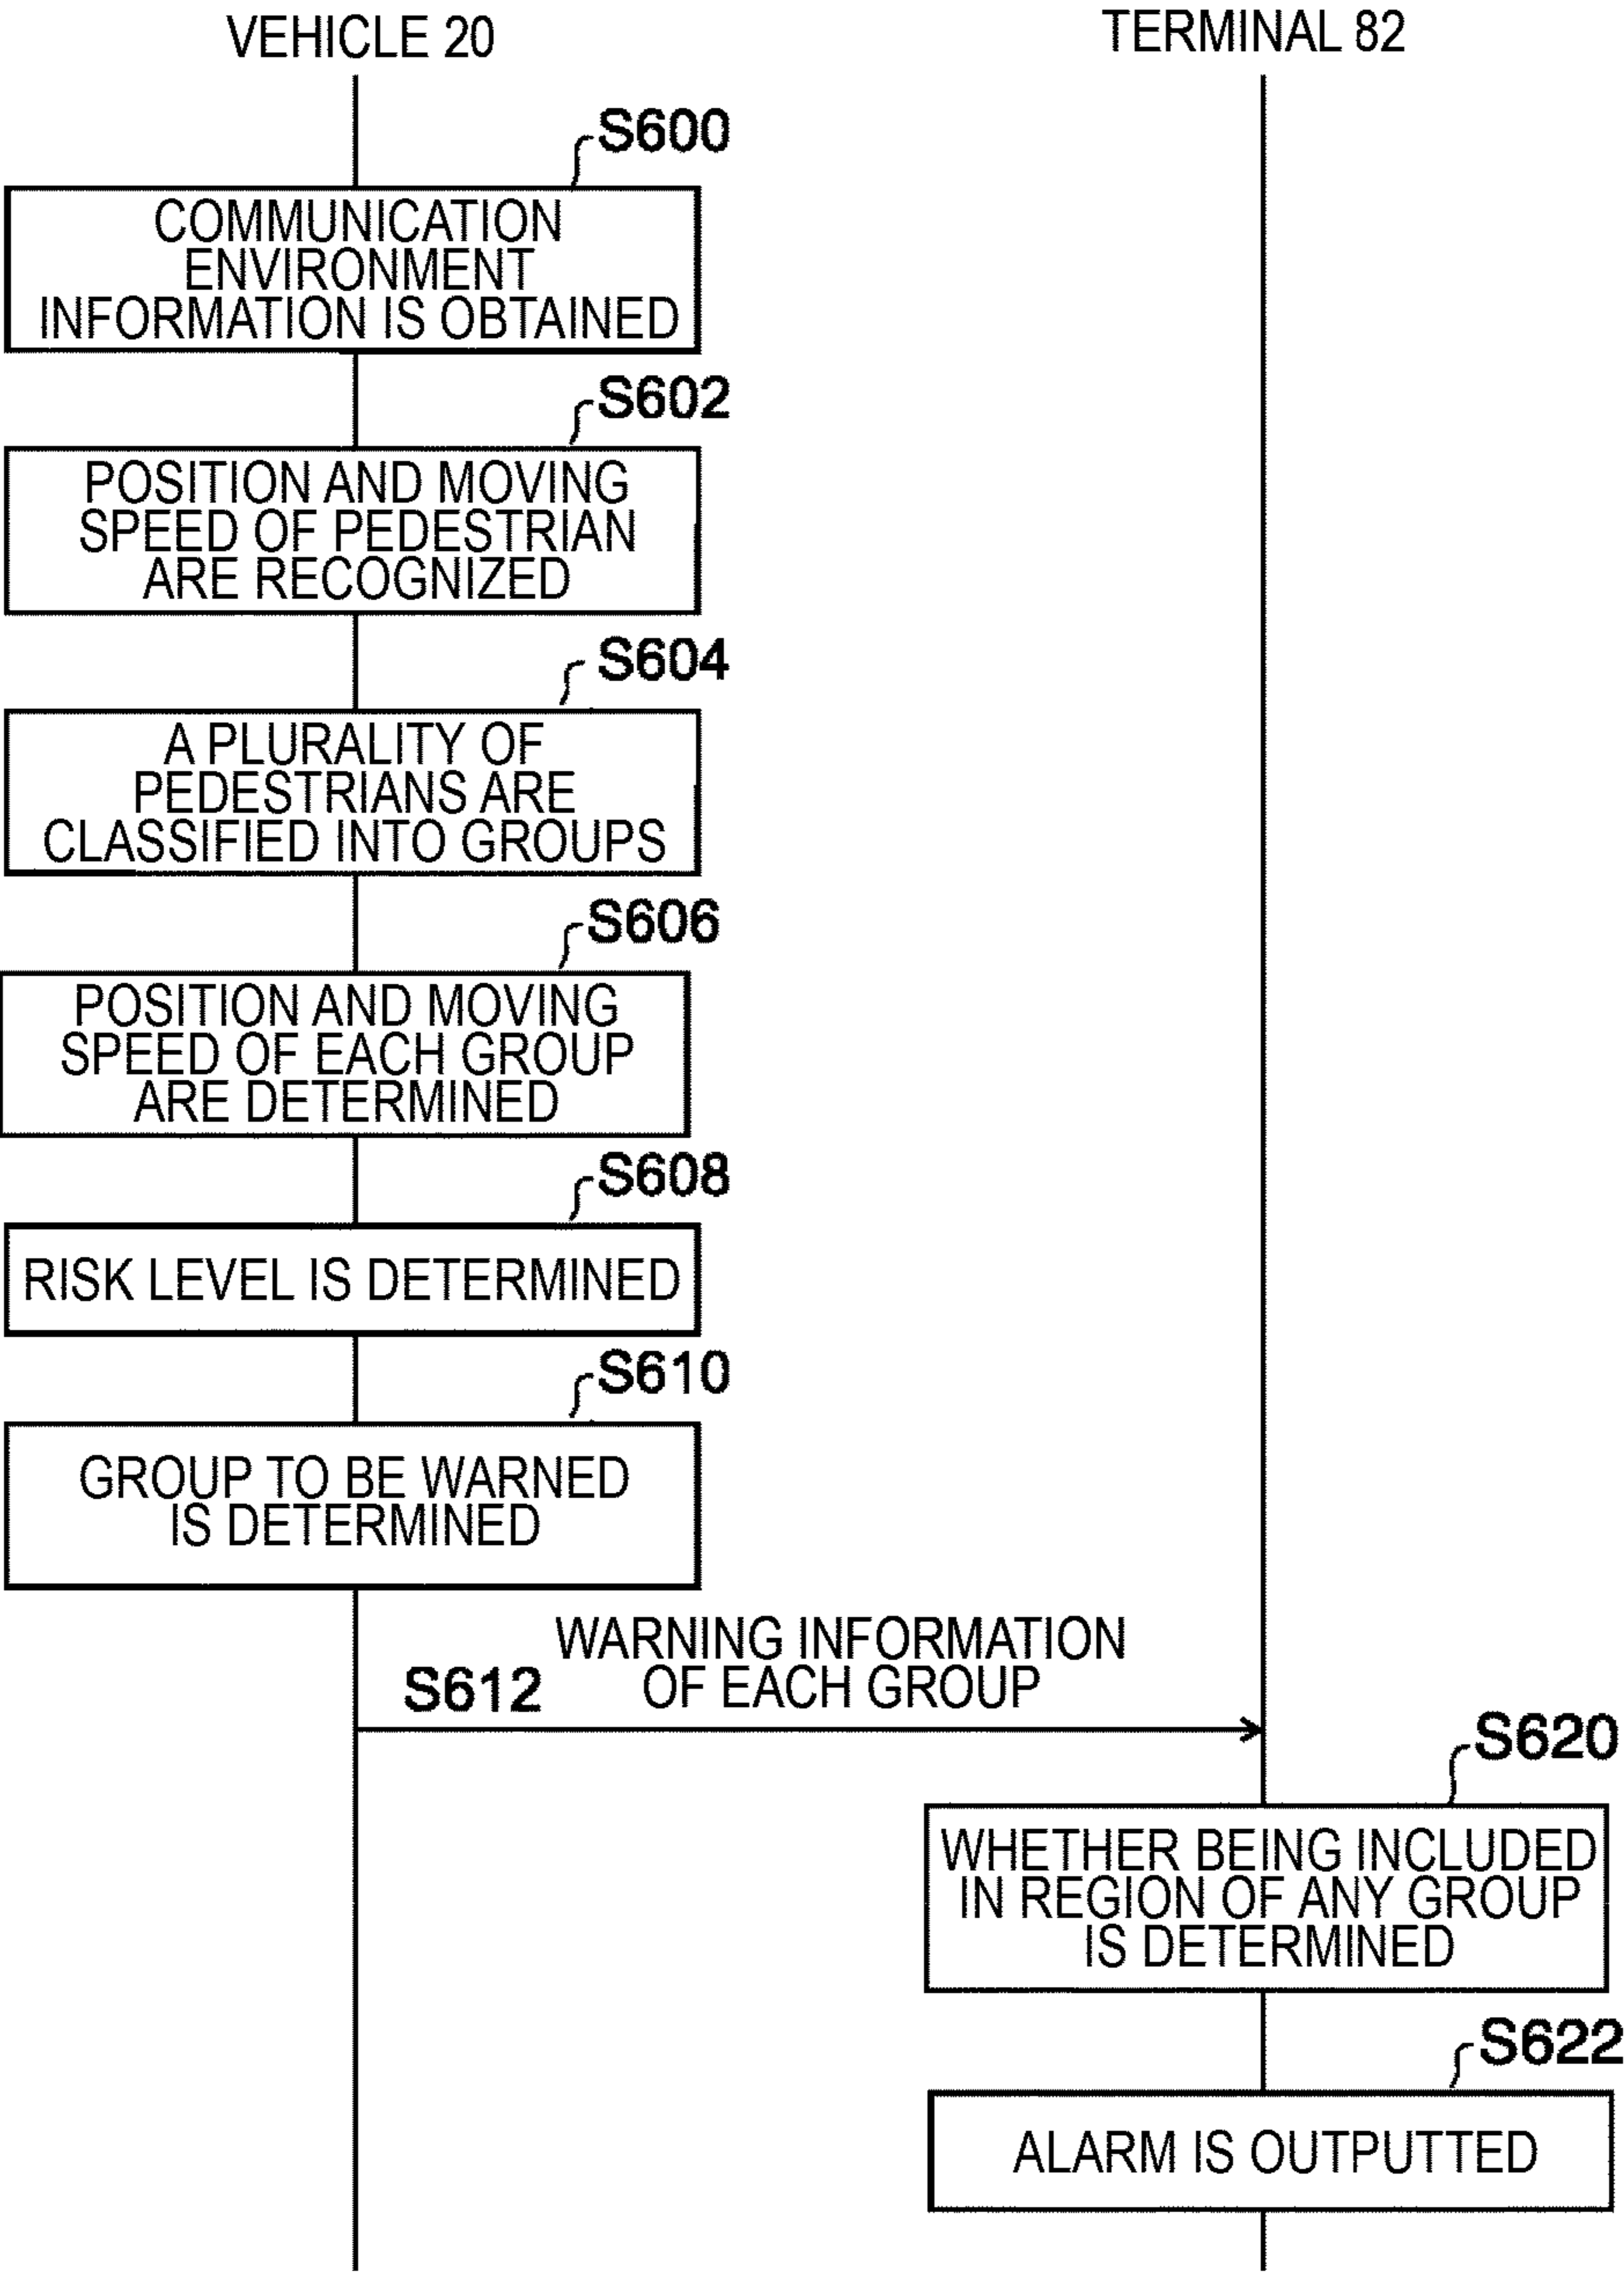 VEHICLE 20
TERMINAL 82
S600
COMMUNICATION
ENVIRONMENT
INFORMATION IS OBTAINED
S602
POSITION AND MOVING
SPEED OF PEDESTRIAN
ARE RECOGNIZED
S604
A PLURALITY OF
PEDESTRIANS ARE
CLASSIFIED INTO GROUPS
S606
POSITION AND MOVING
SPEED OF EACH GROUP
ARE DETERMINED
S608
RISK LEVEL IS DETERMINED
S610
GROUP TO BE WARNED
IS DETERMINED
WARNING INFORMATION
OF EACH GROUP
S612
S620
WHETHER BEING INCLUDED
IN REGION OF ANY GROUP
IS DETERMINED
S622
ALARM IS OUTPUTTED